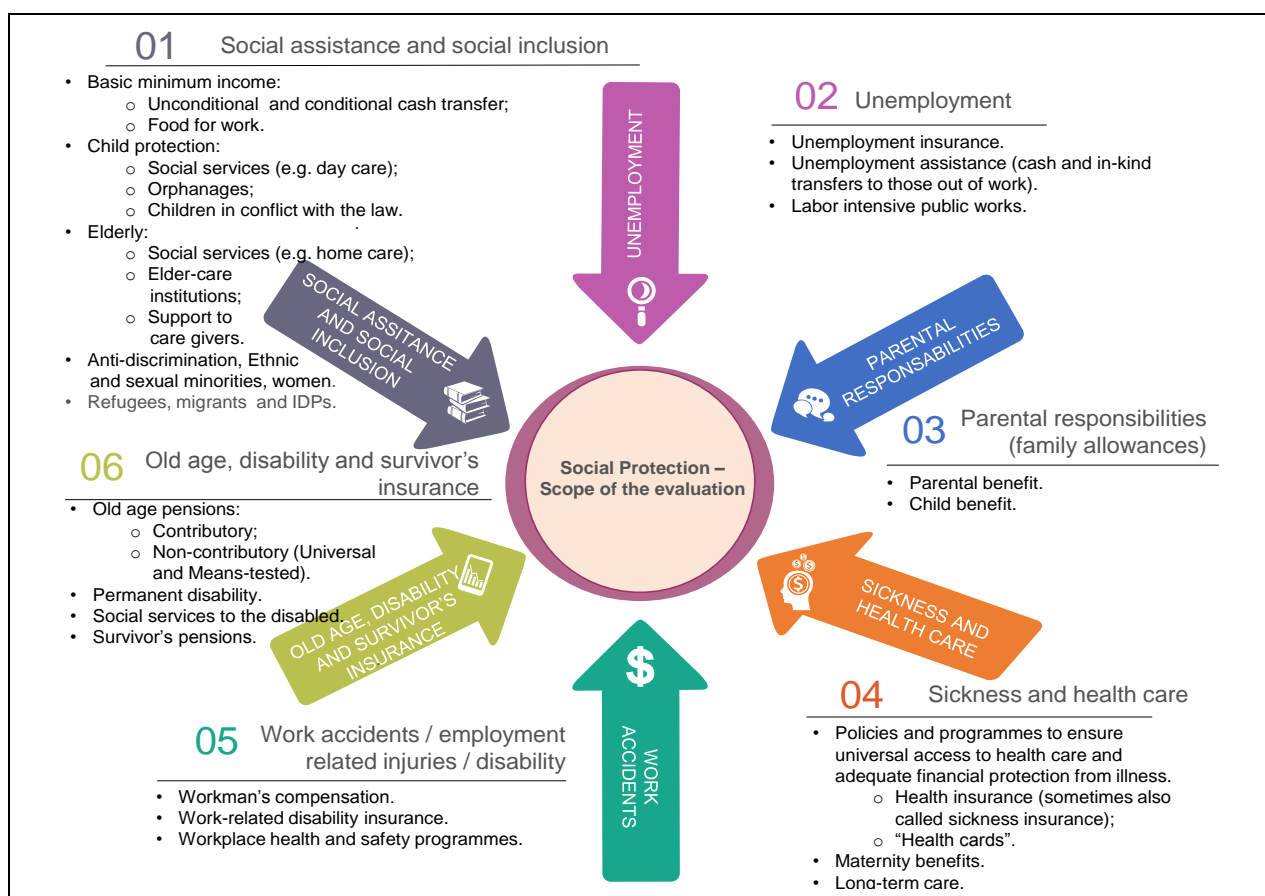 01 Social assistance and social inclusion
• Basic minimum income:
o Unconditional and conditional cash transfer;
o Food for work.
• Child protection:
o Social services (e.g. day care);
o Orphanages;
o Children in conflict with the law.
• Elderly:
o Social services (e.g. home care);
o Elder-care
institutions;
o Support to
care givers.
• Anti-discrimination, Ethnic
and sexual minorities, women.
• Refugees, migrants and IDPs.
SOCIAL ASSITANCE
AND SOCIAL
INCLUSION
UNEMPLOYMENT
02 Unemployment
• Unemployment insurance.
• Unemployment assistance (cash and in-kind
transfers to those out of work).
• Labor intensive public works.
PARENTAL
RESPONSABILITIES
03 Parental responsibilities
(family allowances)
• Parental benefit.
• Child benefit.
Social Protection –
Scope of the evaluation
06 Old age, disability and survivor's
insurance
• Old age pensions:
o Contributory;
o Non-contributory (Universal
and Means-tested).
• Permanent disability.
• Social services to the disabled.
• Survivor's pensions.
OLD AGE, DISABILITY
AND SURVIVOR'S
INSURANCE
$
SICKNESS AND
HEALTH CARE
04 Sickness and health care
• Policies and programmes to ensure
universal access to health care and
adequate financial protection from illness.
o Health insurance (sometimes also
called sickness insurance);
o "Health cards".
• Maternity benefits.
• Long-term care.
05 Work accidents / employment
related injuries / disability
• Workman's compensation.
• Work-related disability insurance.
• Workplace health and safety programmes.
$
WORK
ACCIDENTS